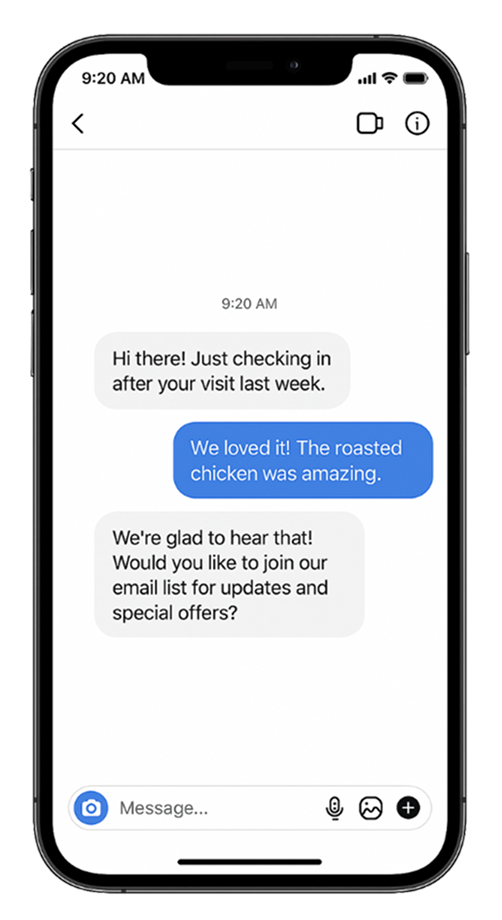 9:20 AM
9:20 AM
Hi there! Just checking in
after your visit last week.
We loved it! The roasted
chicken was amazing.
We're glad to hear that!
Would you like to join our
email list for updates and
special offers?
Message...